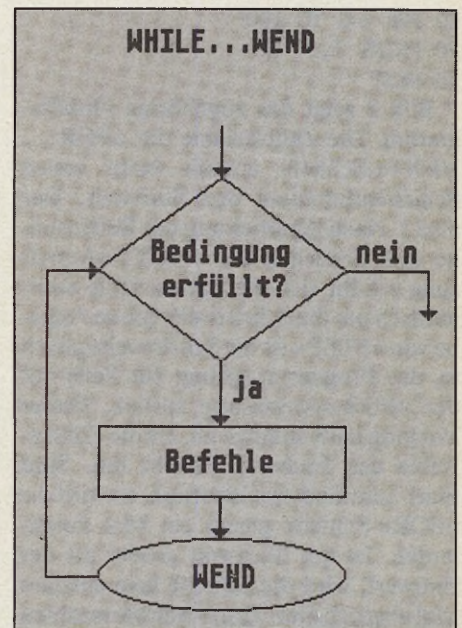 WHILE...WEND
Bedingung
erfüllt?
nein
ja
Befehle
WEND